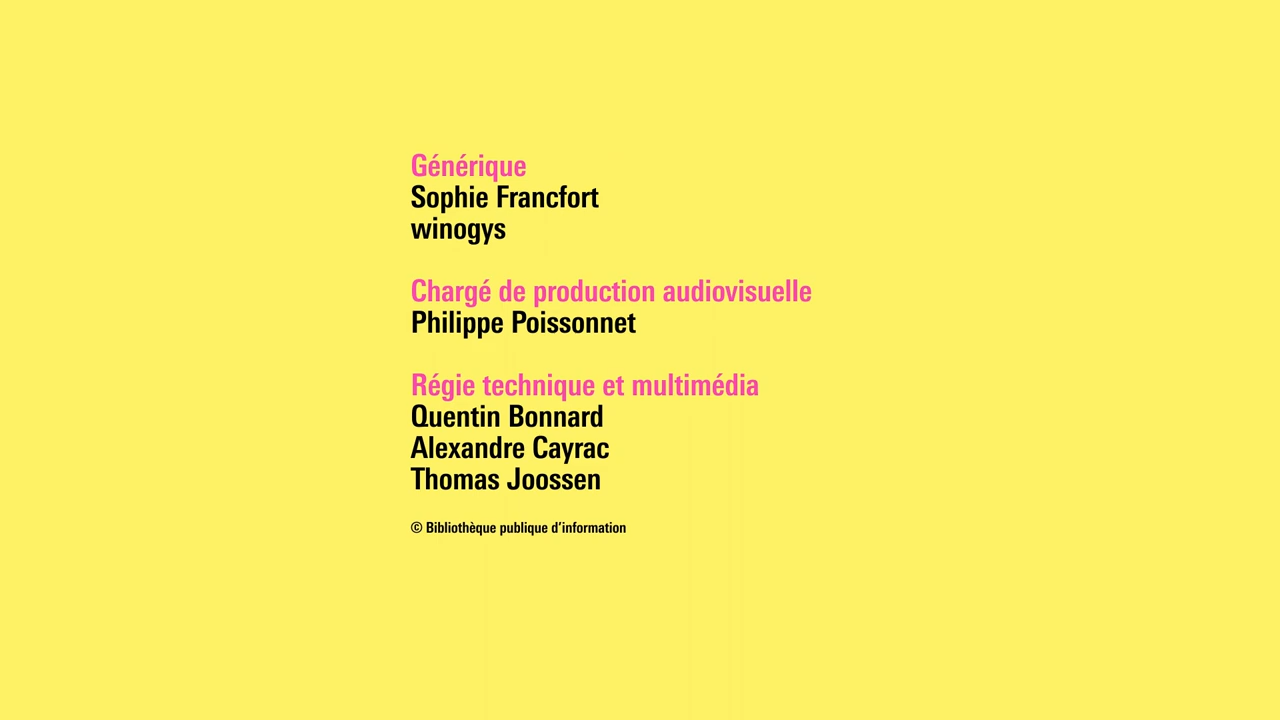 Générique
Sophie Francfort
winogys
Chargé de production audiovisuelle
Philippe Poissonnet
Régie technique et multimédia
Quentin Bonnard
Alexandre Cayrac
Thomas Joossen
© Bibliothèque publique d’information